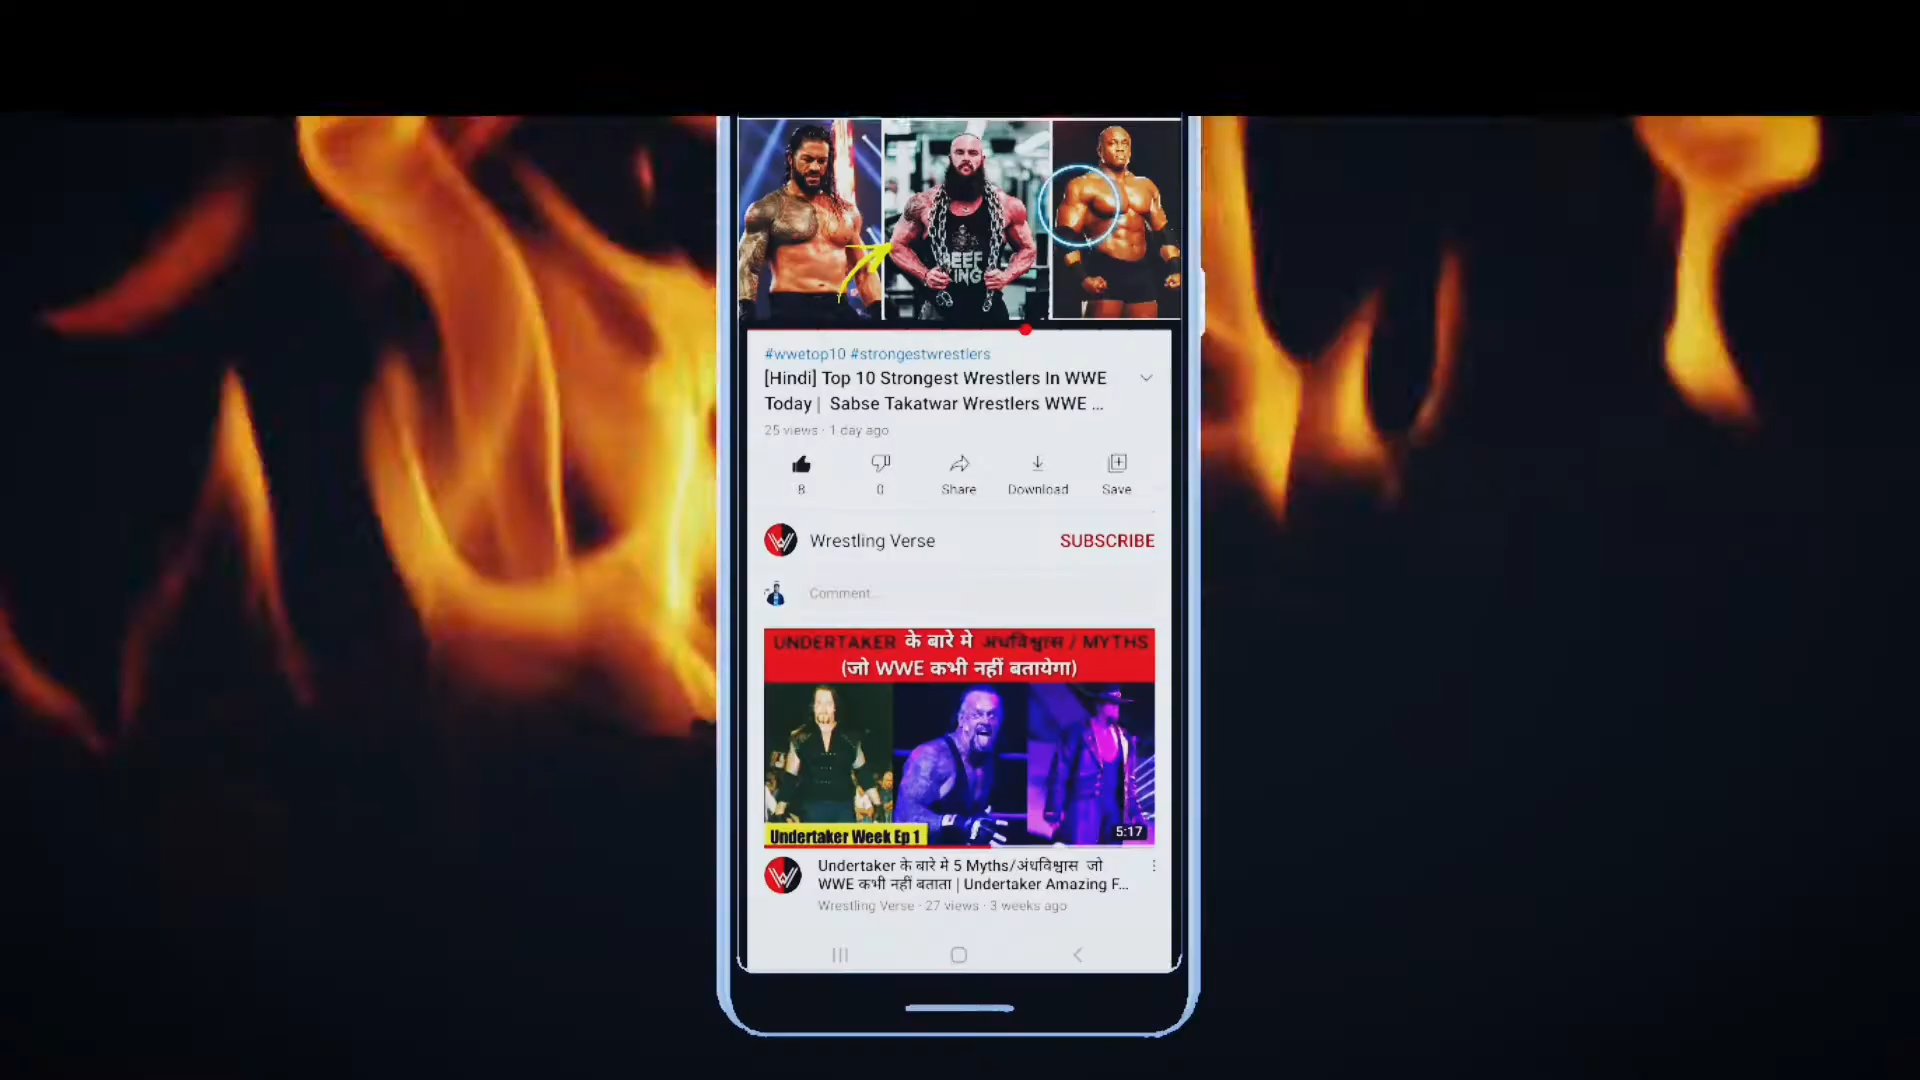 BEEF
KING
#wwetop10 #strongestwrestlers
[Hindi] Top 10 Strongest Wrestlers In WWE
Today | Sabse Takatwar Wrestlers WWE ...
25 views · 1 day ago
8
0
Share
Download
Save
Wrestling Verse
SUBSCRIBE
Comment...
UNDERTAKER के बारे मे अंधविश्वास / MYTHS
(जो WWE कभी नहीं बतायेगा)
Undertaker Week Ep 1
5:17
Undertaker के बारे मे 5 Myths/अंधविश्वास जो
WWE कभी नहीं बताता | Undertaker Amazing F...
Wrestling Verse · 27 views · 3 weeks ago